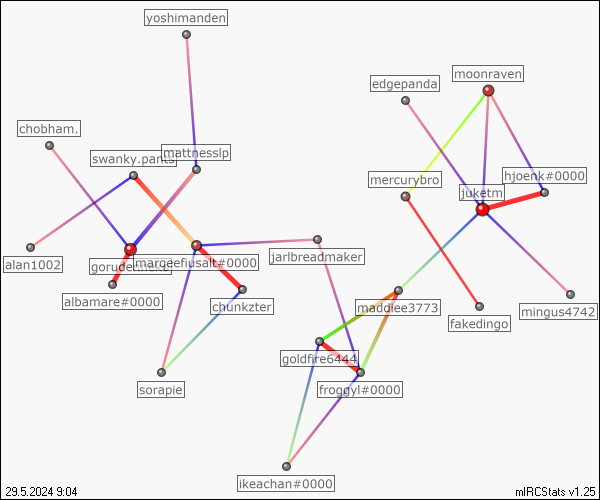 yoshimanden
moonraven
edgepanda
chobham.
mattnesslp
swanky.pants
hjoenk#0000
mercurybro
juketm
jarlbreadmaker
margeefiusalt#0000
alan1002
albamare#0000
chunkzter
maddiee3773
mingus4742
fakedingo
goldfire6444
sorapie
froggyl#0000
ikeachan#0000
29.5.2024 9:04
mIRCStats v1.25